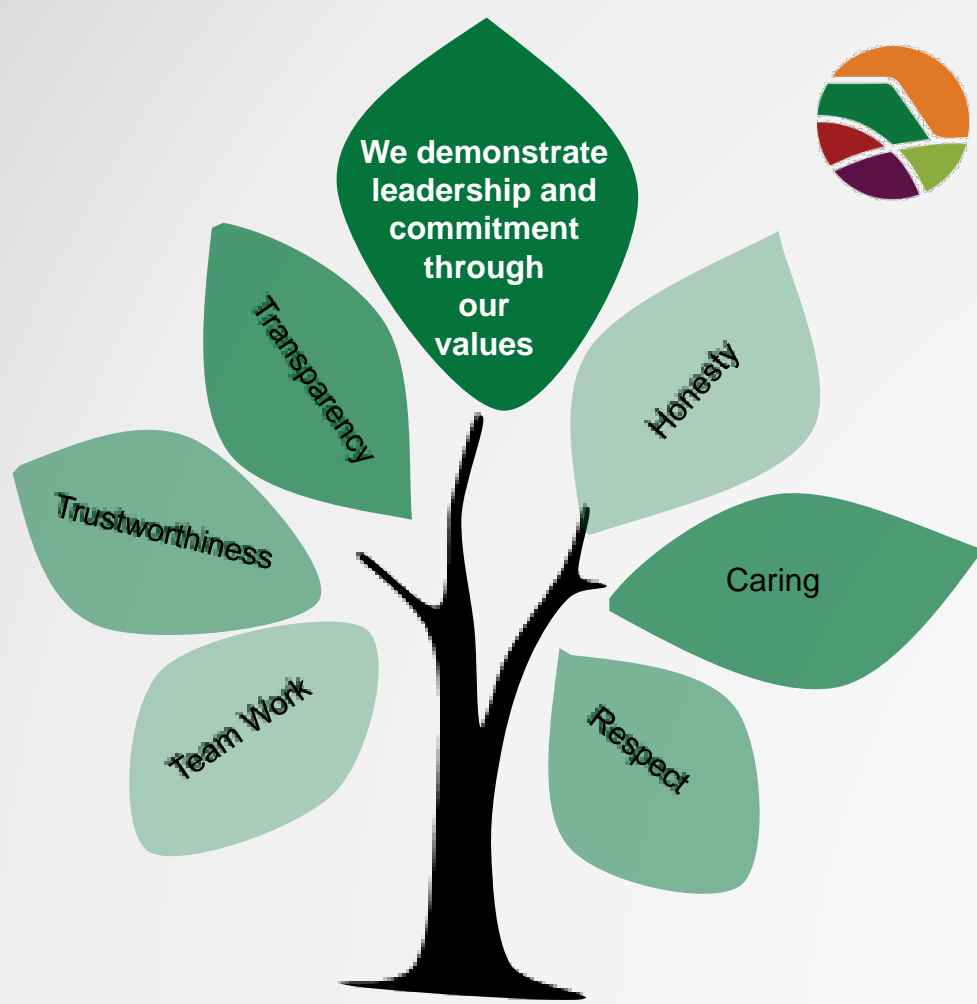 We demonstrate
leadership and
commitment
through
our
values
Transparency
Honesty
Trustworthiness
Caring
Team Work
Respect